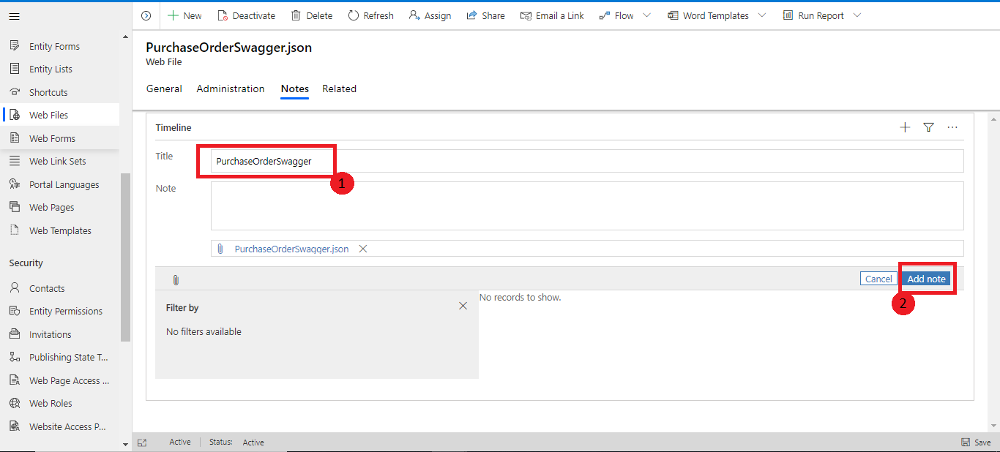 New Deactivate Delete Refresh Assign Share Email a Link Flow Word Templates Run Report
Entity Forms
Entity Lists
Shortcuts
Web Files
Web Forms
Web Link Sets
Portal Languages
Web Pages
Web Templates
Security
Contacts
Entity Permissions
Invitations
Publishing State T...
Web Page Access ...
Web Roles
Website Access P...
PurchaseOrderSwagger.json
Web File
General Administration Notes Related
Timeline
Title PurchaseOrderSwagger
1
Note
PurchaseOrderSwagger.json
Cancel Add note
2
Filter by
No filters available
No records to show.
Active Status: Active Save